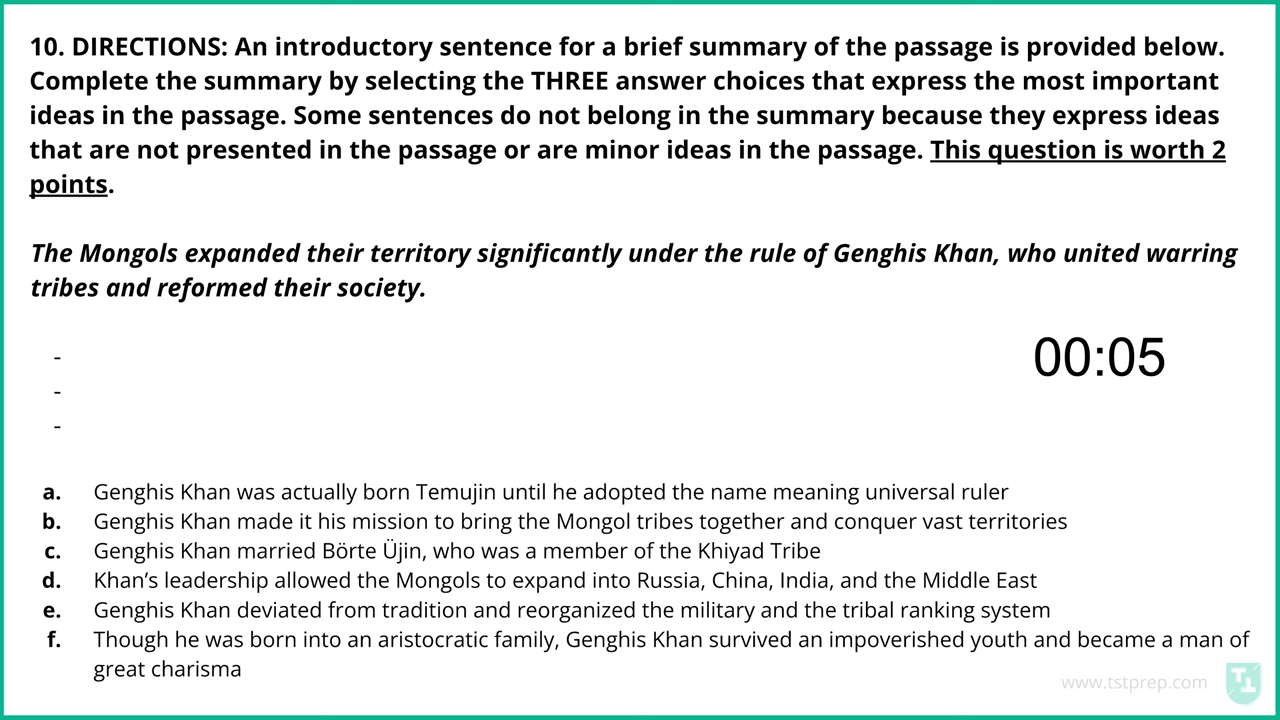 10. DIRECTIONS: An introductory sentence for a brief summary of the passage is provided below.
Complete the summary by selecting the THREE answer choices that express the most important
ideas in the passage. Some sentences do not belong in the summary because they express ideas
that are not presented in the passage or are minor ideas in the passage. This question is worth 2
points.
The Mongols expanded their territory significantly under the rule of Genghis Khan, who united warring
tribes and reformed their society.
-
00:05
-
-
a. Genghis Khan was actually born Temujin until he adopted the name meaning universal ruler
b. Genghis Khan made it his mission to bring the Mongol tribes together and conquer vast territories
c. Genghis Khan married Börte Üjin, who was a member of the Khiyad Tribe
d. Khan’s leadership allowed the Mongols to expand into Russia, China, India, and the Middle East
e. Genghis Khan deviated from tradition and reorganized the military and the tribal ranking system
f. Though he was born into an aristocratic family, Genghis Khan survived an impoverished youth and became a man of
great charisma
www.tstprep.com